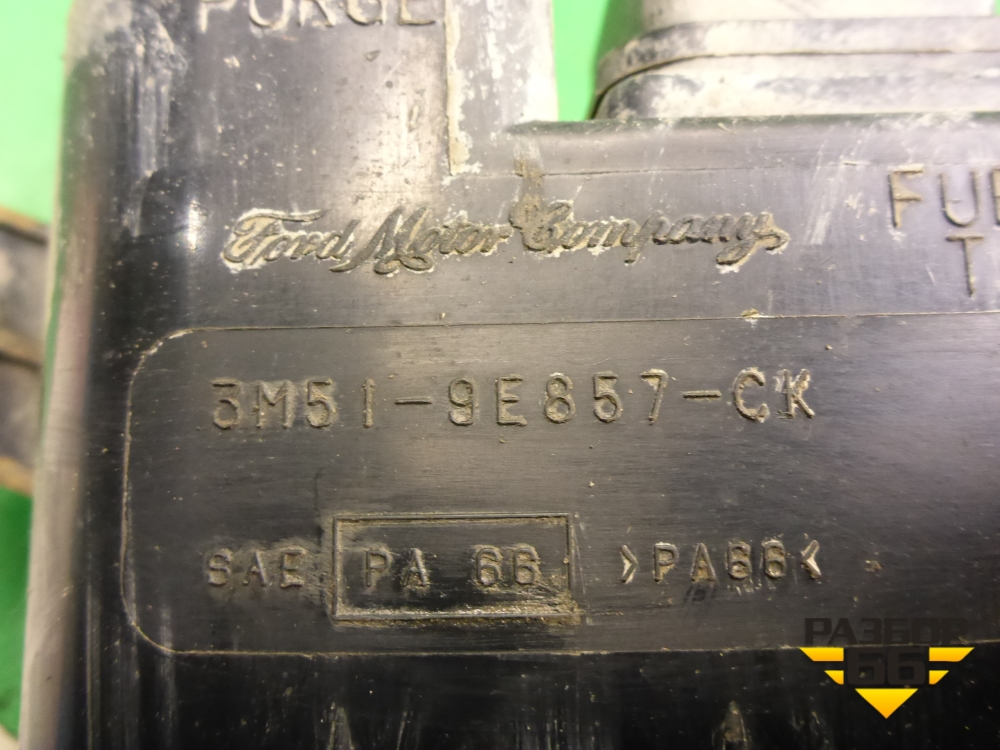 PURGE
Ford Motor Company
FU
T
3M51-9E857-CK
SAE PA 66 >PA66<
РАЗБОР
66